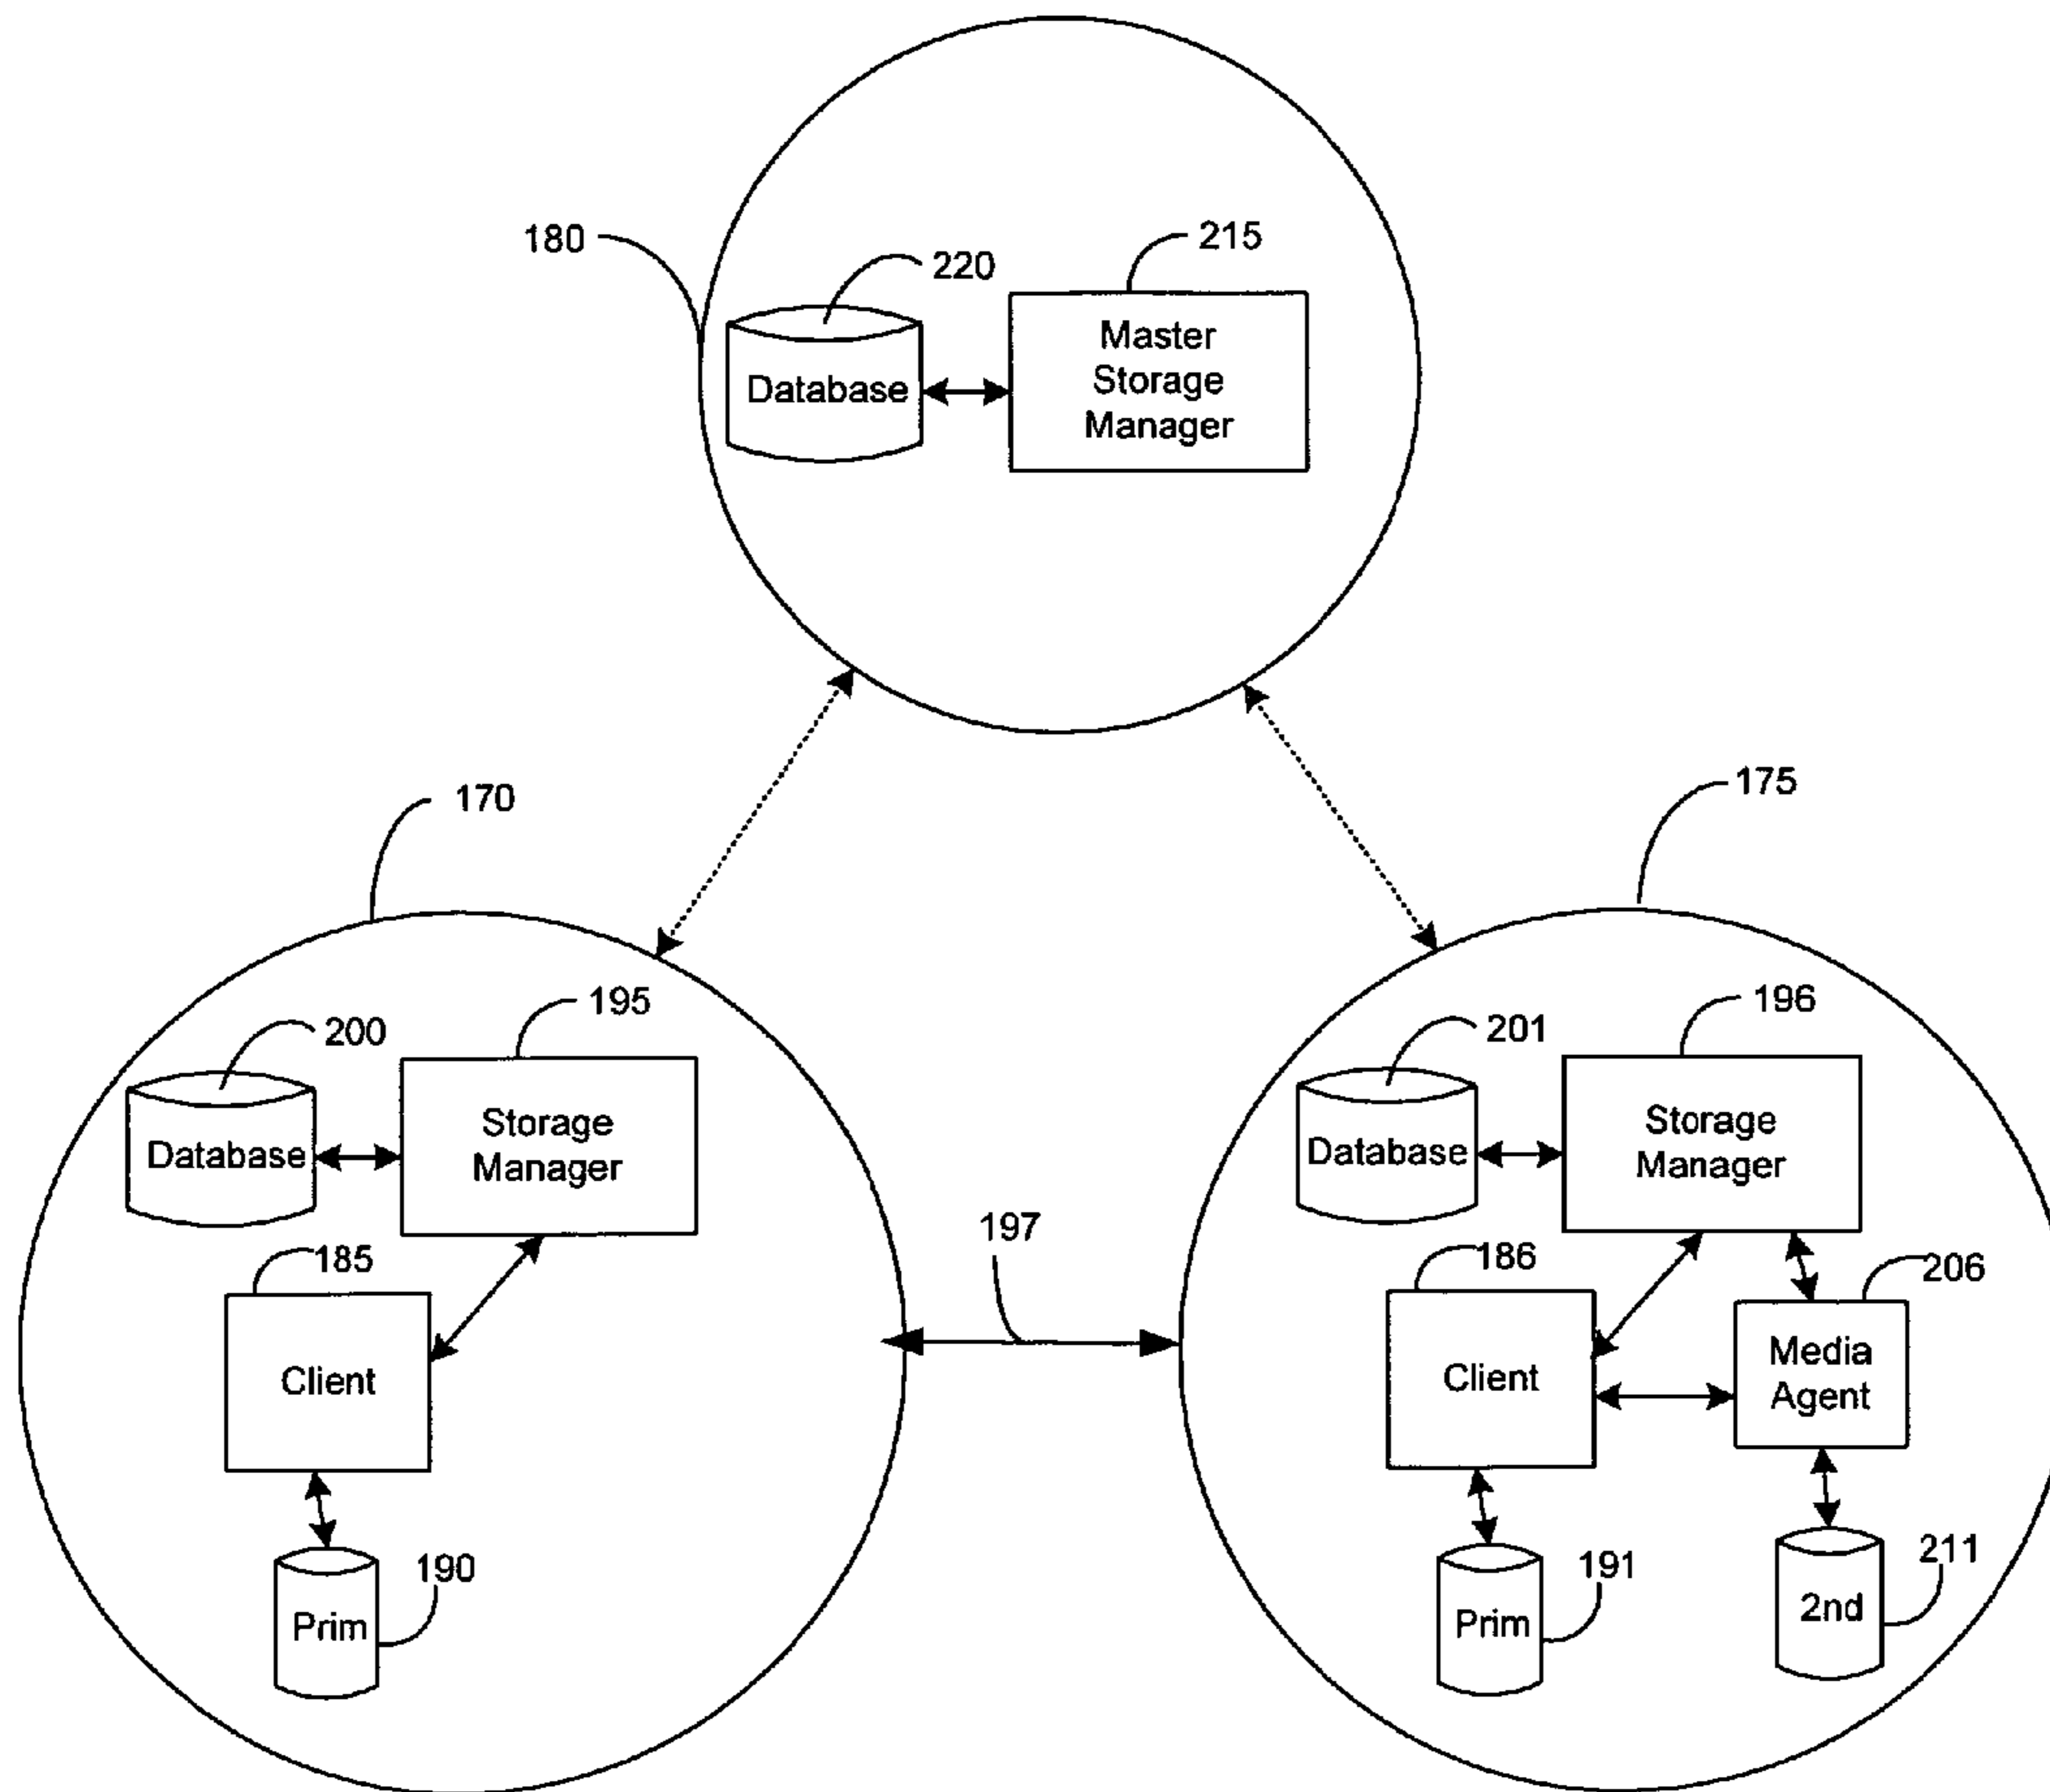 180
215
220
Master
Storage
Manager
Database
170
175
195
200
Storage
Manager
Database
185
Client
190
Prim
197
196
201
Storage
Manager
Database
186
206
Client
Media
Agent
191
211
Prim
2nd